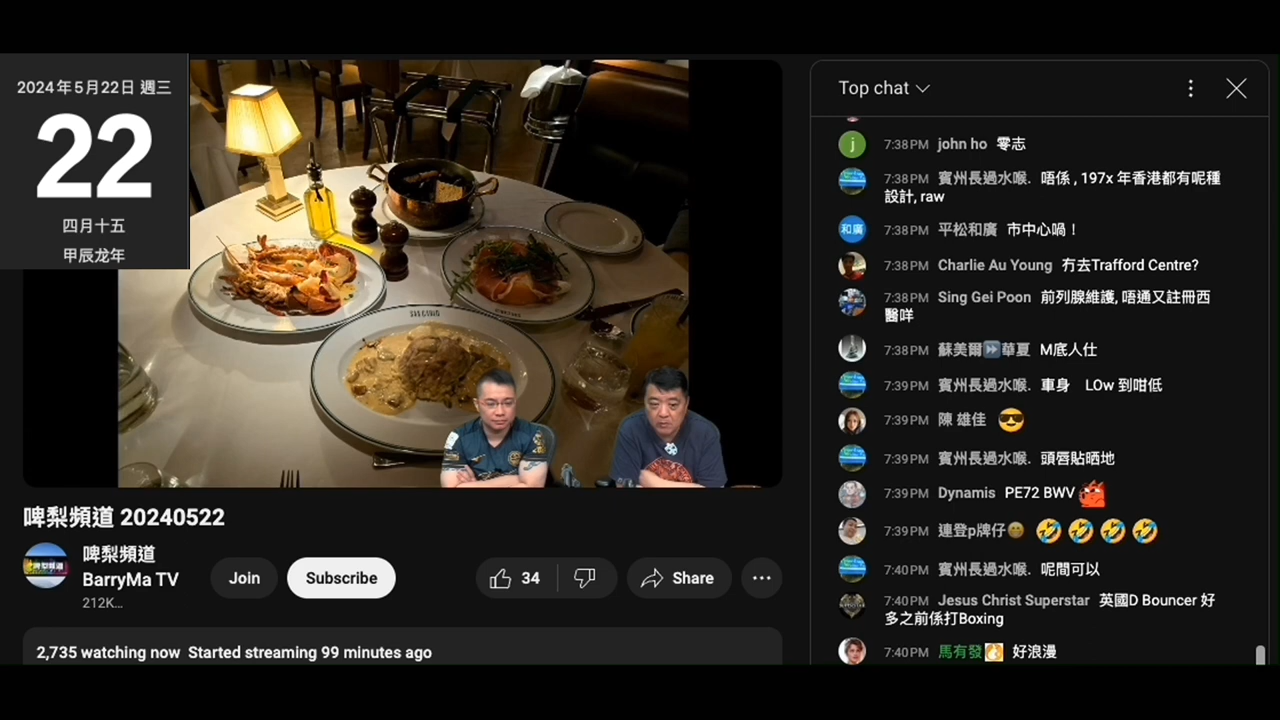 2024年5月22日 週三
22
四月十五
甲辰龙年
啤梨頻道 20240522
啤梨頻道
BarryMa TV
212K...
Join
Subscribe
34
Share
2,735 watching now Started streaming 99 minutes ago
Top chat
7:38PM john ho 零志
7:38PM 賓州長過水喉. 唔係 , 197x 年香港都有呢種
設計, raw
和廣
7:38PM 平松和廣 市中心喎！
7:38PM Charlie Au Young 冇去Trafford Centre?
7:38PM Sing Gei Poon 前列腺維護, 唔通又註冊西
醫咩
7:38PM 蘇美爾⏩華夏 M底人仕
7:39PM 賓州長過水喉. 車身 LOw 到咁低
7:39PM 陳 雄佳 😎
7:39PM 賓州長過水喉. 頭唇貼晒地
7:39PM Dynamis PE72 BWV
7:39PM 連登p牌仔 🤣🤣🤣🤣
7:40PM 賓州長過水喉. 呢間可以
7:40PM Jesus Christ Superstar 英國D Bouncer 好
多之前係打Boxing
7:40PM 馬有發 好浪漫